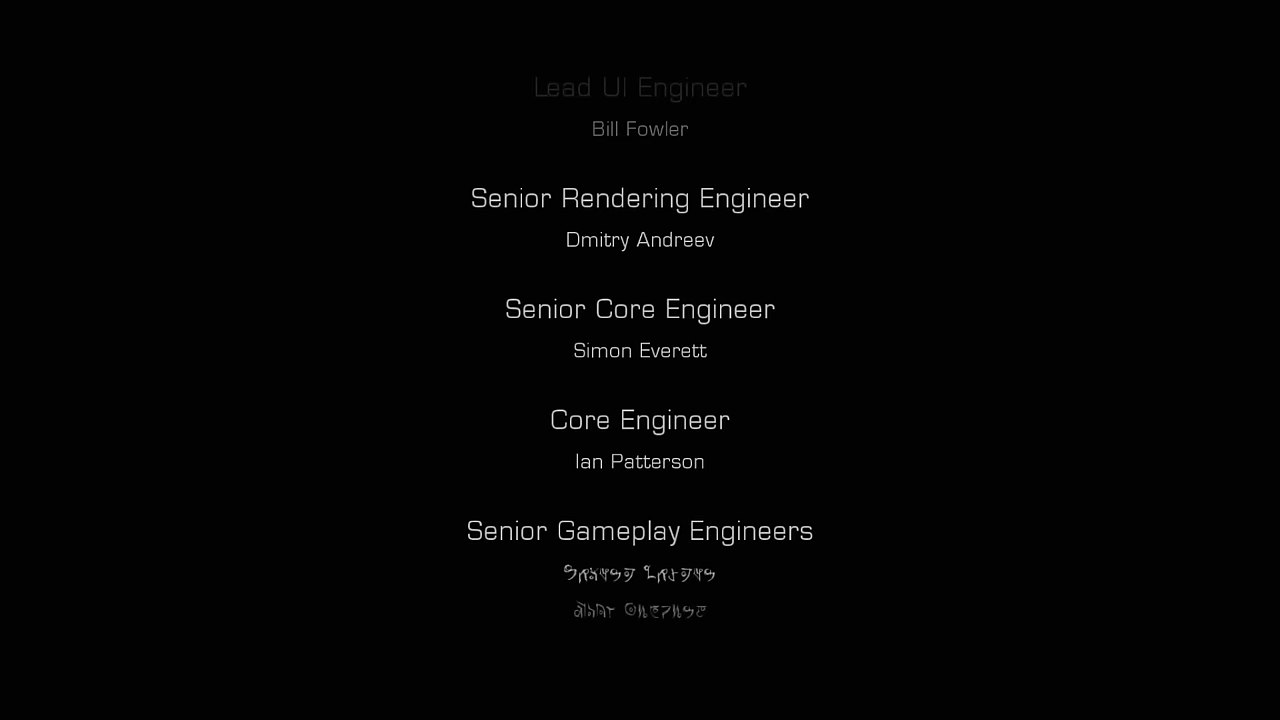 Lead UI Engineer
Bill Fowler
Senior Rendering Engineer
Dmitry Andreev
Senior Core Engineer
Simon Everett
Core Engineer
Ian Patterson
Senior Gameplay Engineers